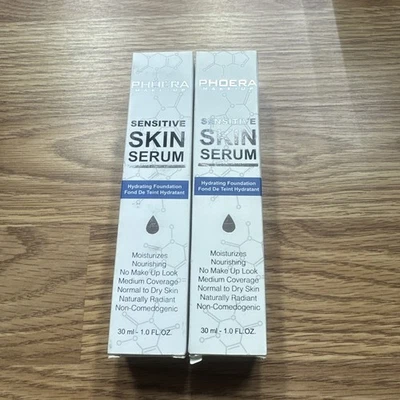 PHOERA
MAKEUP
SENSITIVE
SKIN
SERUM
Hydrating Foundation
Fond De Teint Hydratant
Moisturizes
Nourishing
No Make Up Look
Medium Coverage
Normal to Dry Skin
Naturally Radiant
Non-Comedogenic
30 ml - 1.0 FL.OZ.
PHOERA
MAKEUP
SENSITIVE
SKIN
SERUM
Hydrating Foundation
Fond De Teint Hydratant
Moisturizes
Nourishing
No Make Up Look
Medium Coverage
Normal to Dry Skin
Naturally Radiant
Non-Comedogenic
30 ml - 1.0 FL.OZ.